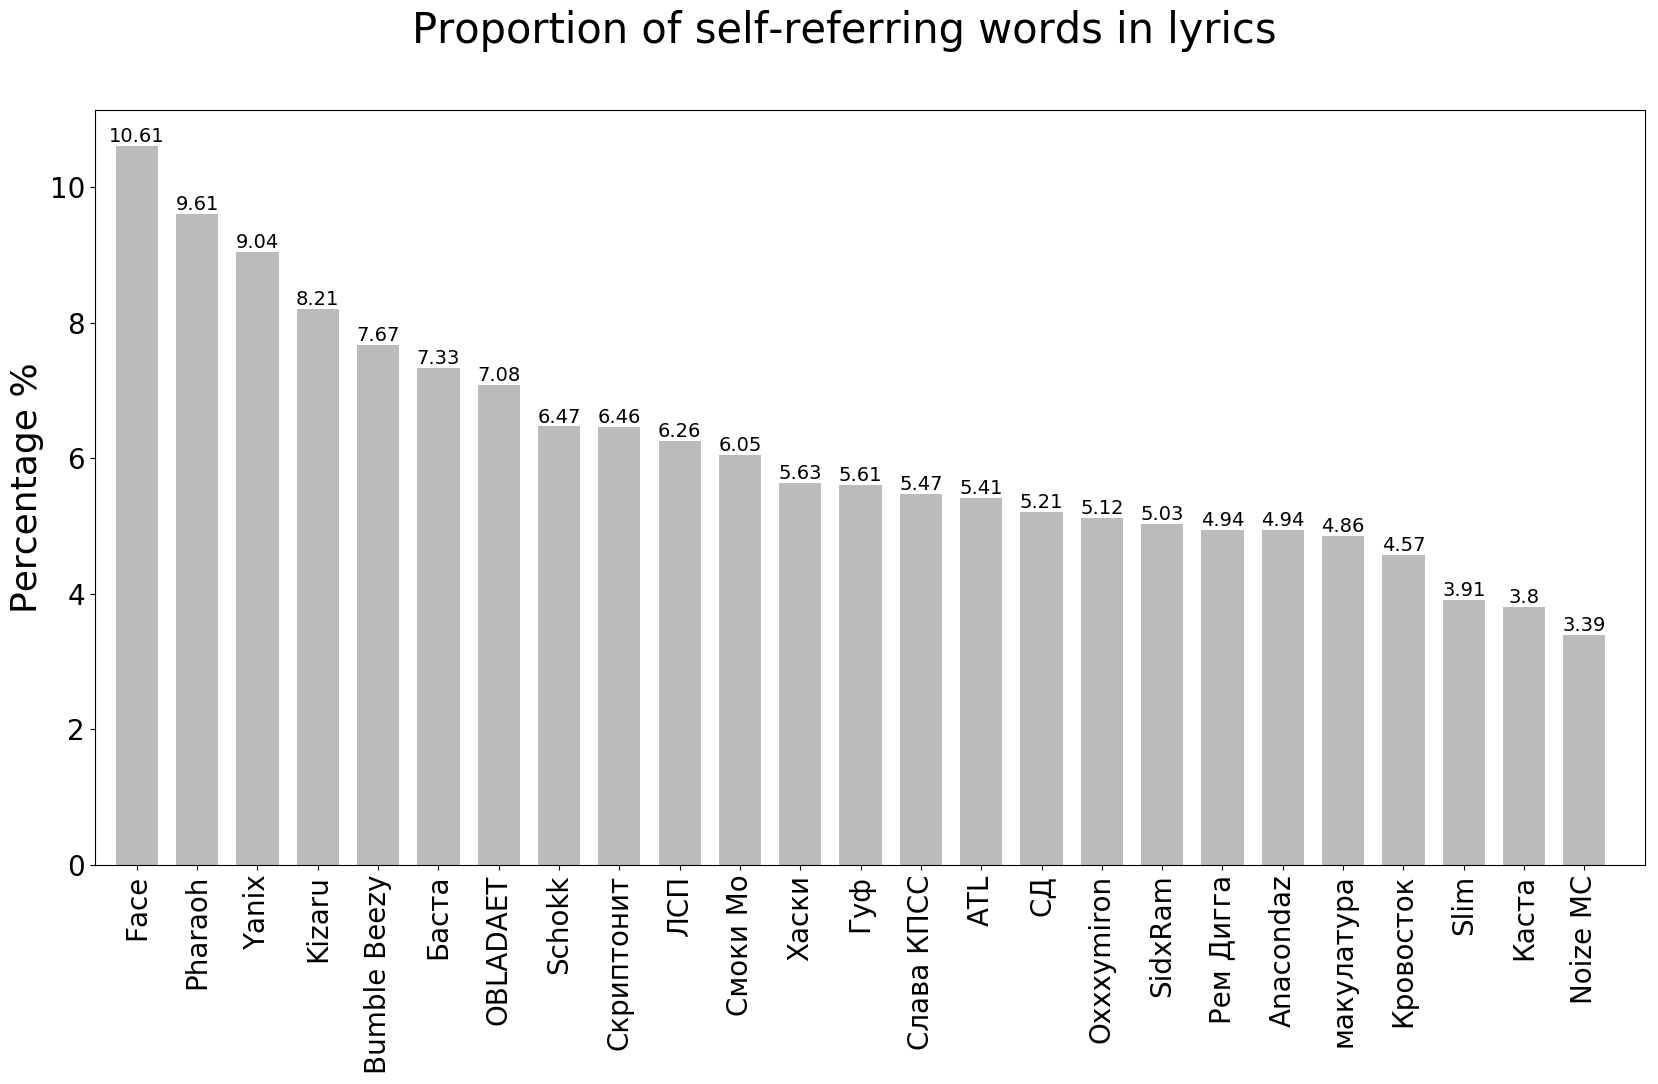 Proportion of self-referring words in lyrics
Percentage %
10
8
6
4
2
0
10.61
9.61
9.04
8.21
7.67
7.33
7.08
6.47
6.46
6.26
6.05
5.63
5.61
5.47
5.41
5.21
5.12
5.03
4.94
4.94
4.86
4.57
3.91
3.8
3.39
Face
Pharaoh
Yanix
Kizaru
Bumble Beezy
Баста
OBLADAET
Schokk
Скриптонит
ЛСП
Смоки Мо
Хаски
Гуф
Слава КПСС
ATL
СД
Oxxxymiron
SidxRam
Рем Дигга
Anacondaz
макулатура
Кровосток
Slim
Каста
Noize MC